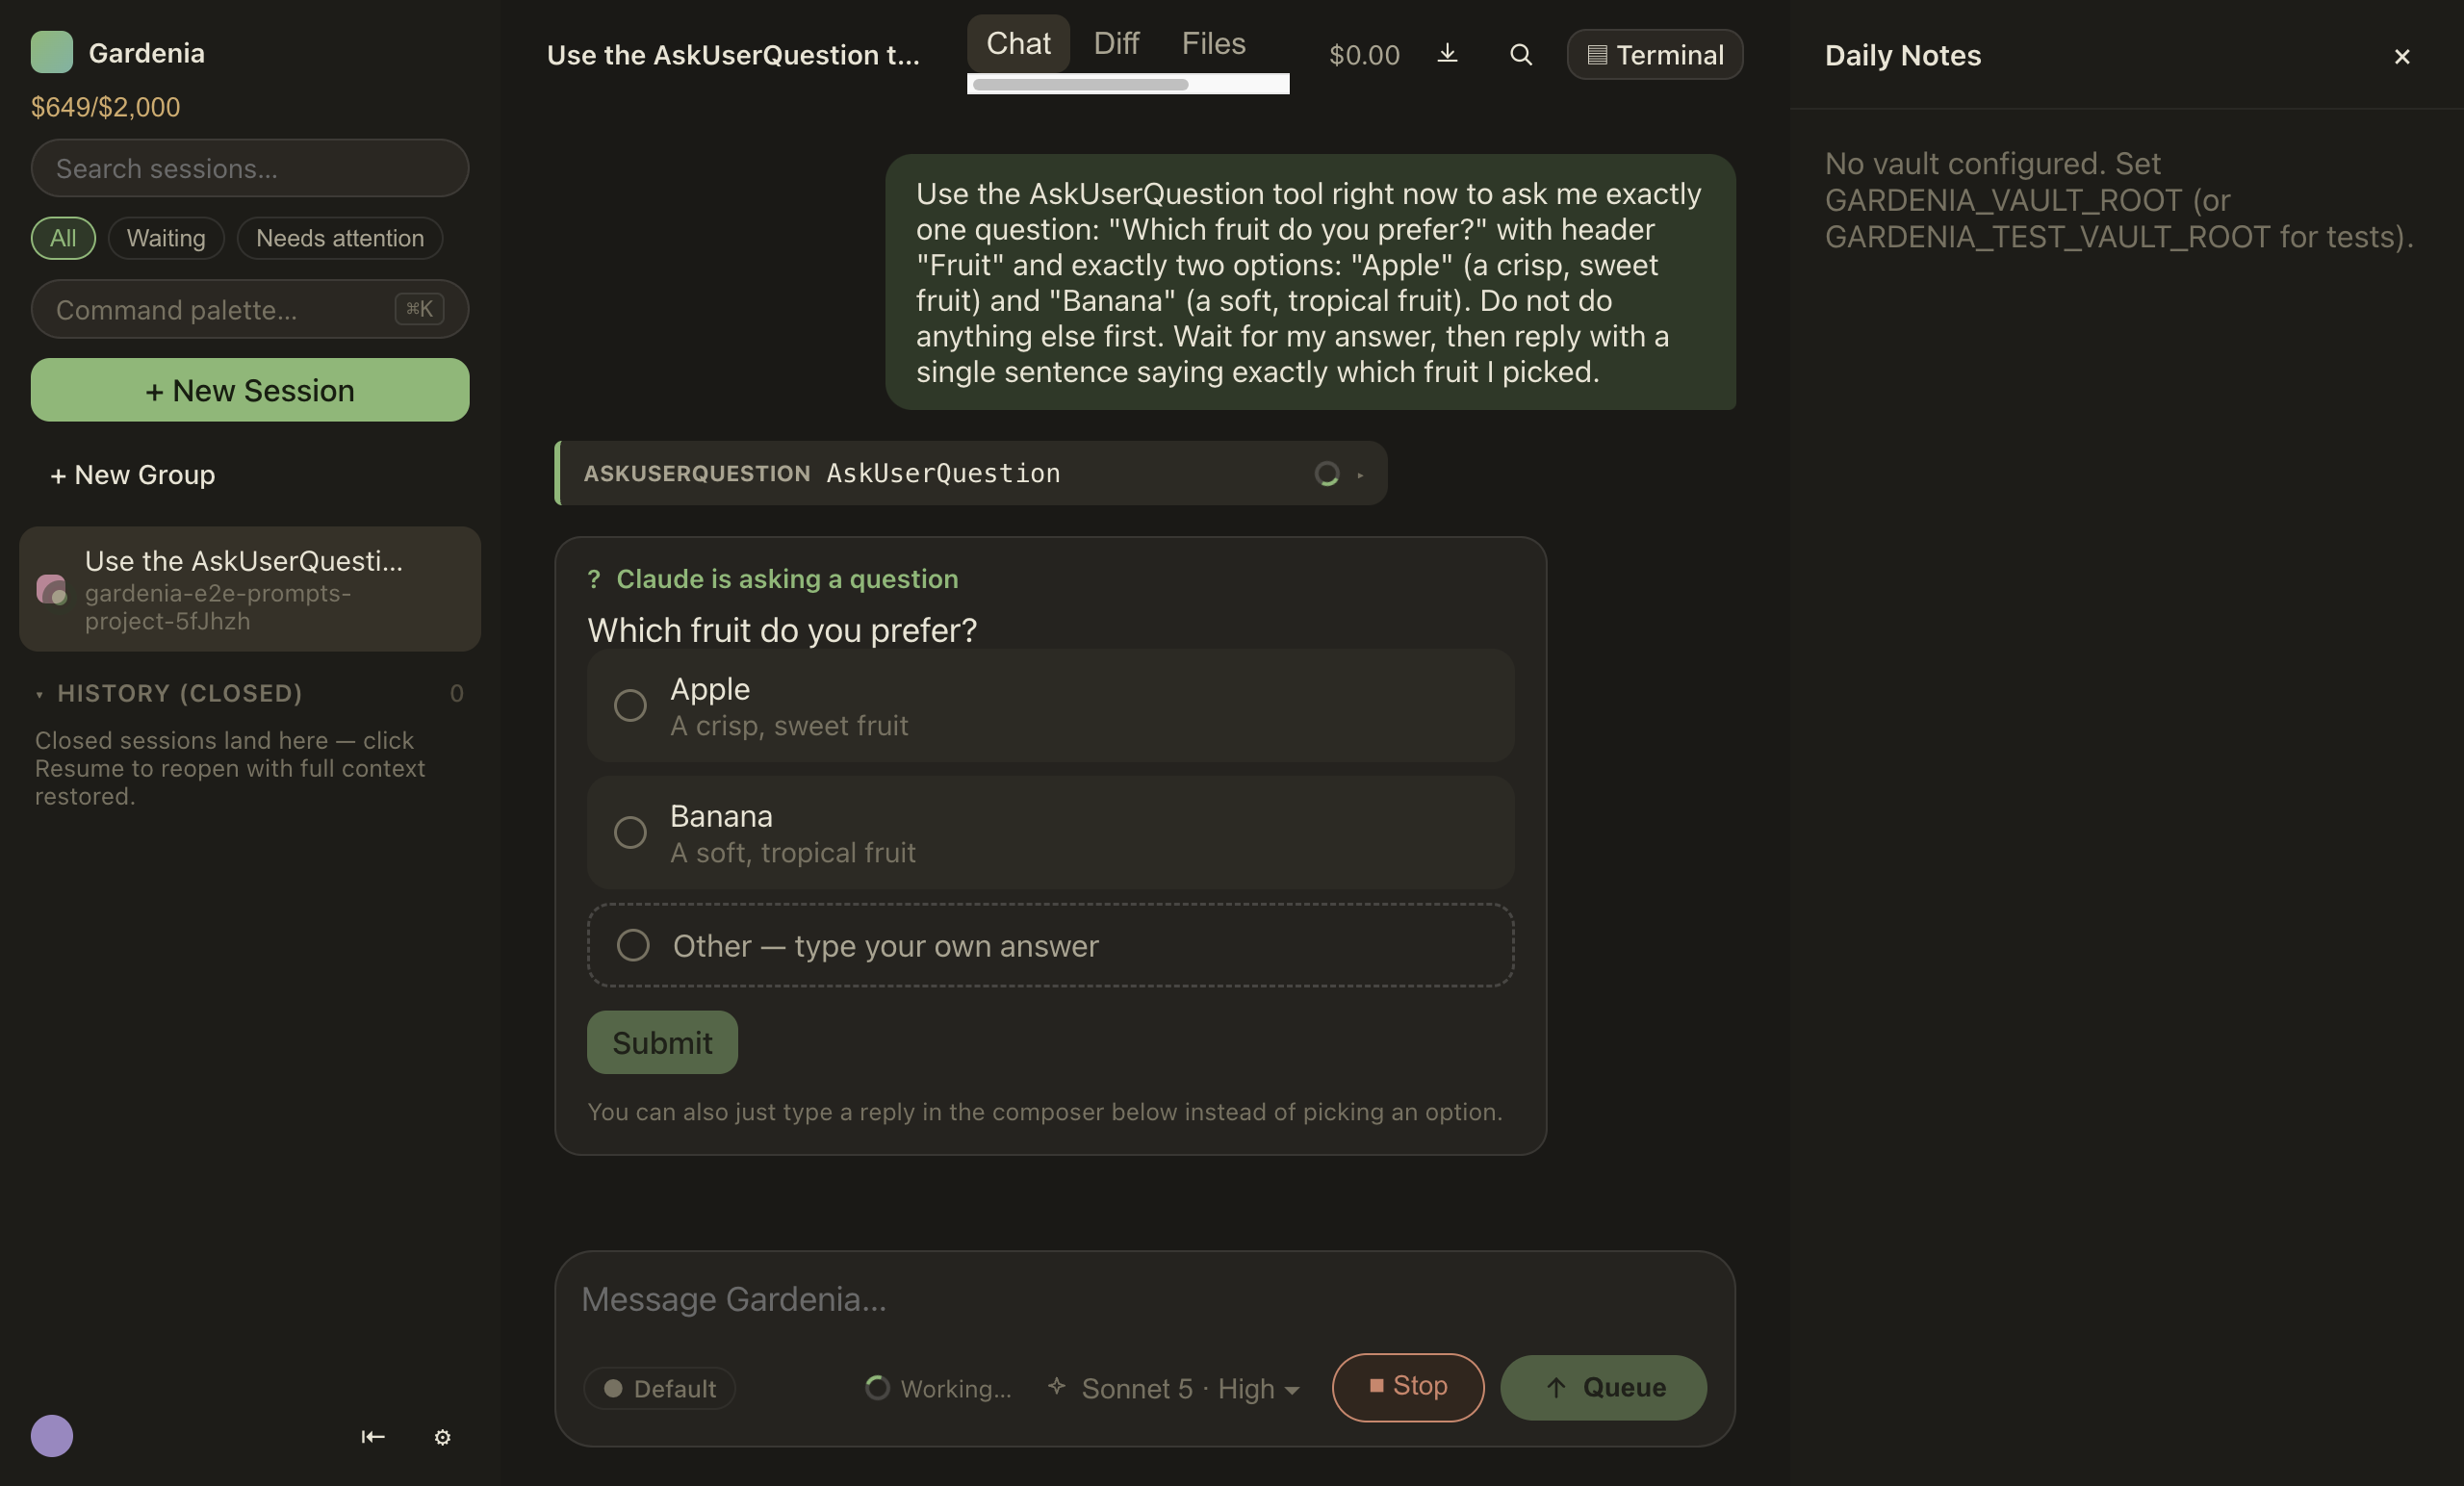 Gardenia
$649/$2,000
Search sessions...
All
Waiting
Needs attention
Command palette...
⌘K
+ New Session
+ New Group
Use the AskUserQuesti...
gardenia-e2e-prompts-
project-5fJhzh
HISTORY (CLOSED)
0
Closed sessions land here — click
Resume to reopen with full context
restored.
Use the AskUserQuestion t...
Chat
Diff
Files
$0.00
Terminal
Use the AskUserQuestion tool right now to ask me exactly
one question: "Which fruit do you prefer?" with header
"Fruit" and exactly two options: "Apple" (a crisp, sweet
fruit) and "Banana" (a soft, tropical fruit). Do not do
anything else first. Wait for my answer, then reply with a
single sentence saying exactly which fruit I picked.
ASKUSERQUESTION AskUserQuestion
? Claude is asking a question
Which fruit do you prefer?
Apple
A crisp, sweet fruit
Banana
A soft, tropical fruit
Other — type your own answer
Submit
You can also just type a reply in the composer below instead of picking an option.
Message Gardenia...
Default
Working...
Sonnet 5 · High
Stop
Queue
Daily Notes
No vault configured. Set
GARDENIA_VAULT_ROOT (or
GARDENIA_TEST_VAULT_ROOT for tests).